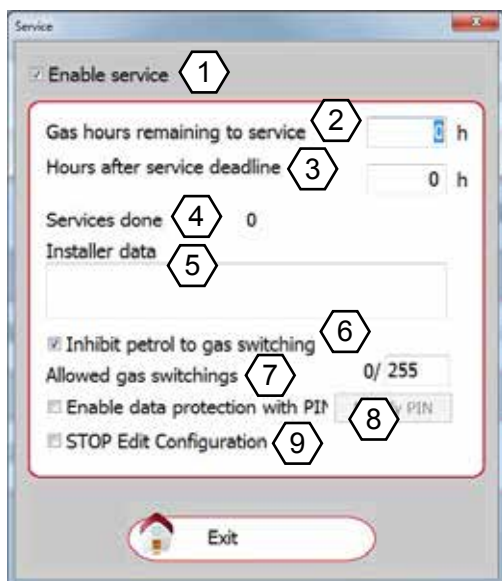 Service
Enable service 1
Gas hours remaining to service 2 0 h
Hours after service deadline 3 0 h
Services done 4 0
Installer data 5
Inhibit petrol to gas switching 6
Allowed gas switchings 7 0/ 255
Enable data protection with PIN 8 PIN
STOP Edit Configuration 9
Exit